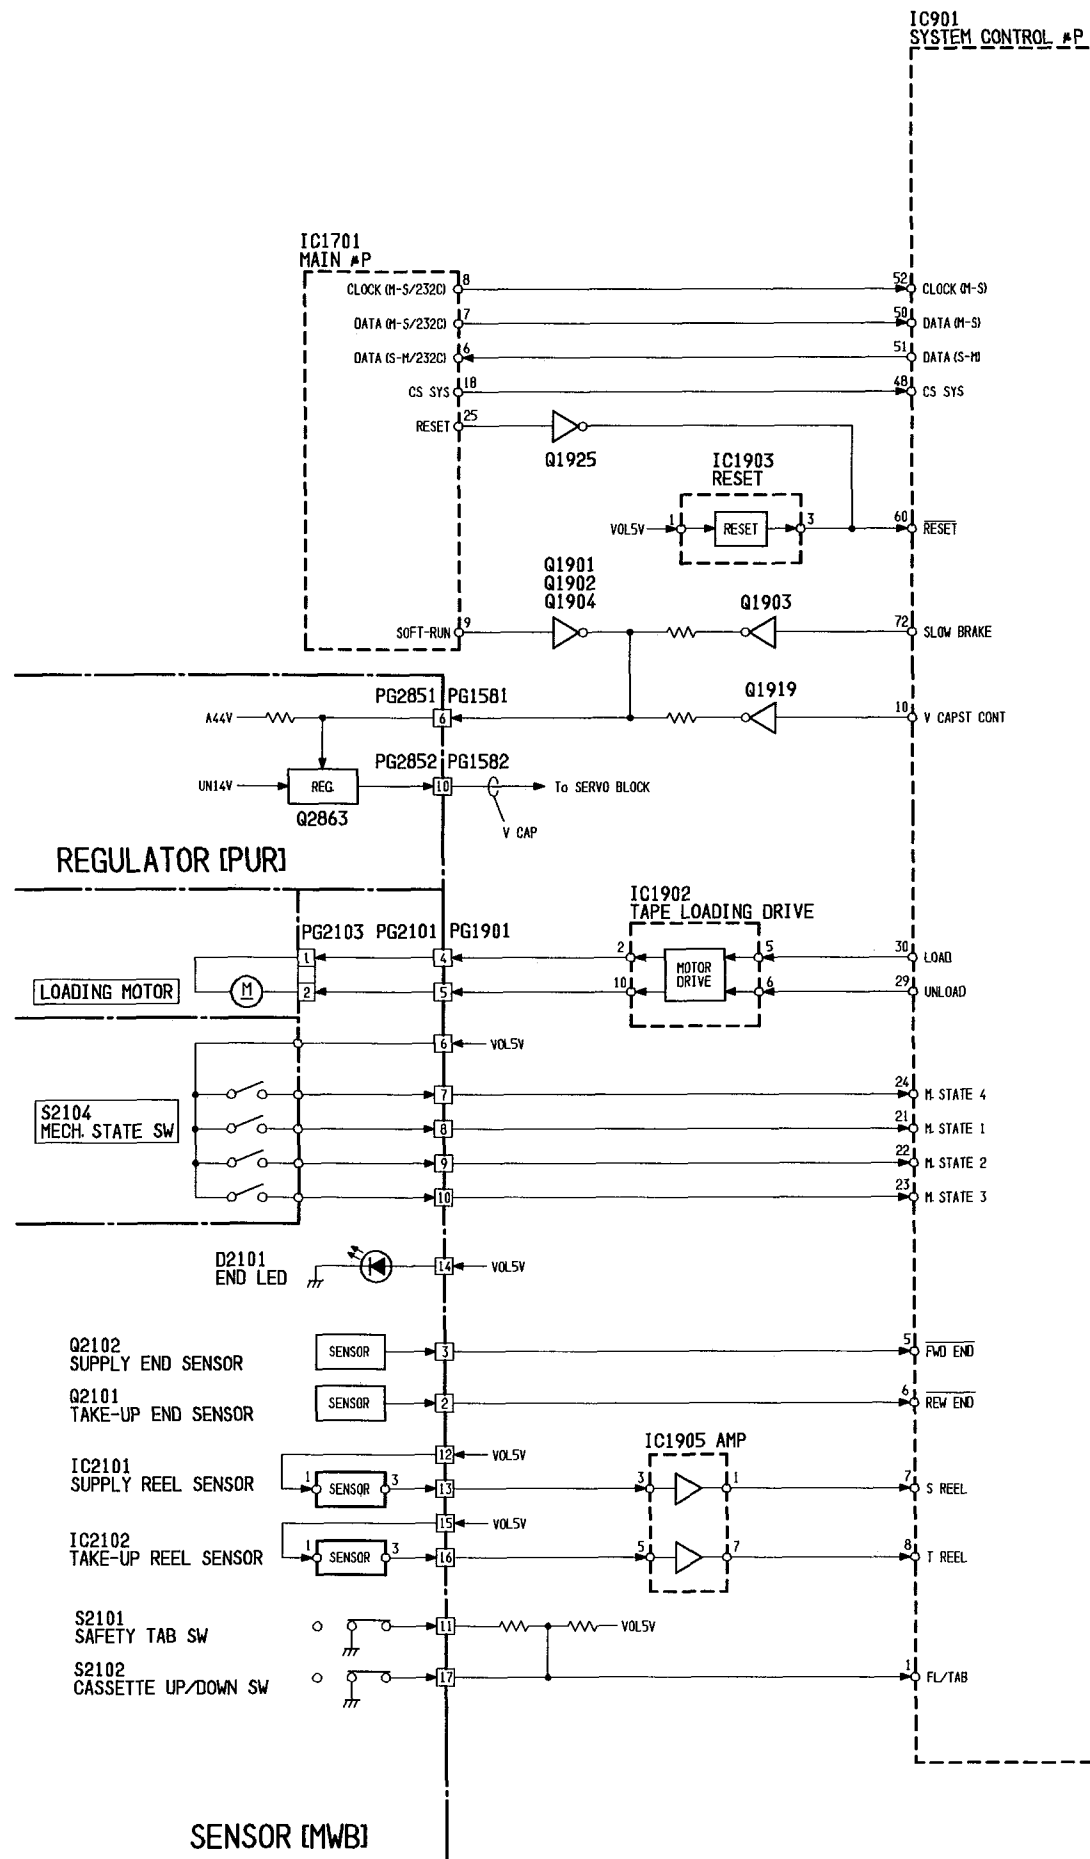 IC901
SYSTEM CONTROL μP
IC1701
MAIN μP
CLOCK (M-S/232C) 8 52 CLOCK (M-S)
DATA (M-S/232C) 7 50 DATA (M-S)
DATA (S-M/232C) 6 51 DATA (S-M)
CS SYS 18 48 CS SYS
RESET 25
Q1925
IC1903
RESET
VOL5V 1 RESET 3 60 RESET
Q1901
Q1902
Q1904
Q1903
SOFT-RUN 9 72 SLOW BRAKE
PG2851 PG1581
Q1919
A44V 6 10 V CAPST CONT
PG2852 PG1582
UN14V REG. 10 To SERVO BLOCK
Q2863
V CAP
REGULATOR [PUR]
IC1902
TAPE LOADING DRIVE
PG2103 PG2101 PG1901
1 4 2 5 30 LOAD
MOTOR
DRIVE
LOADING MOTOR M 2 5 10 6 29 UNLOAD
6 VOL5V
7 24 M. STATE 4
S2104
MECH. STATE SW
8 21 M. STATE 1
9 22 M. STATE 2
10 23 M. STATE 3
D2101
END LED
14 VOL5V
Q2102
SUPPLY END SENSOR
SENSOR 3 5 FWD END
Q2101
TAKE-UP END SENSOR
SENSOR 2 6 REW END
IC1905 AMP
12 VOL5V
IC2101
SUPPLY REEL SENSOR
1 SENSOR 3 13 3 1 7 S REEL
15 VOL5V
IC2102
TAKE-UP REEL SENSOR
1 SENSOR 3 16 5 7 8 T REEL
S2101
SAFETY TAB SW
11 VOL5V
S2102
CASSETTE UP/DOWN SW
17 1 FL/TAB
SENSOR [MWB]